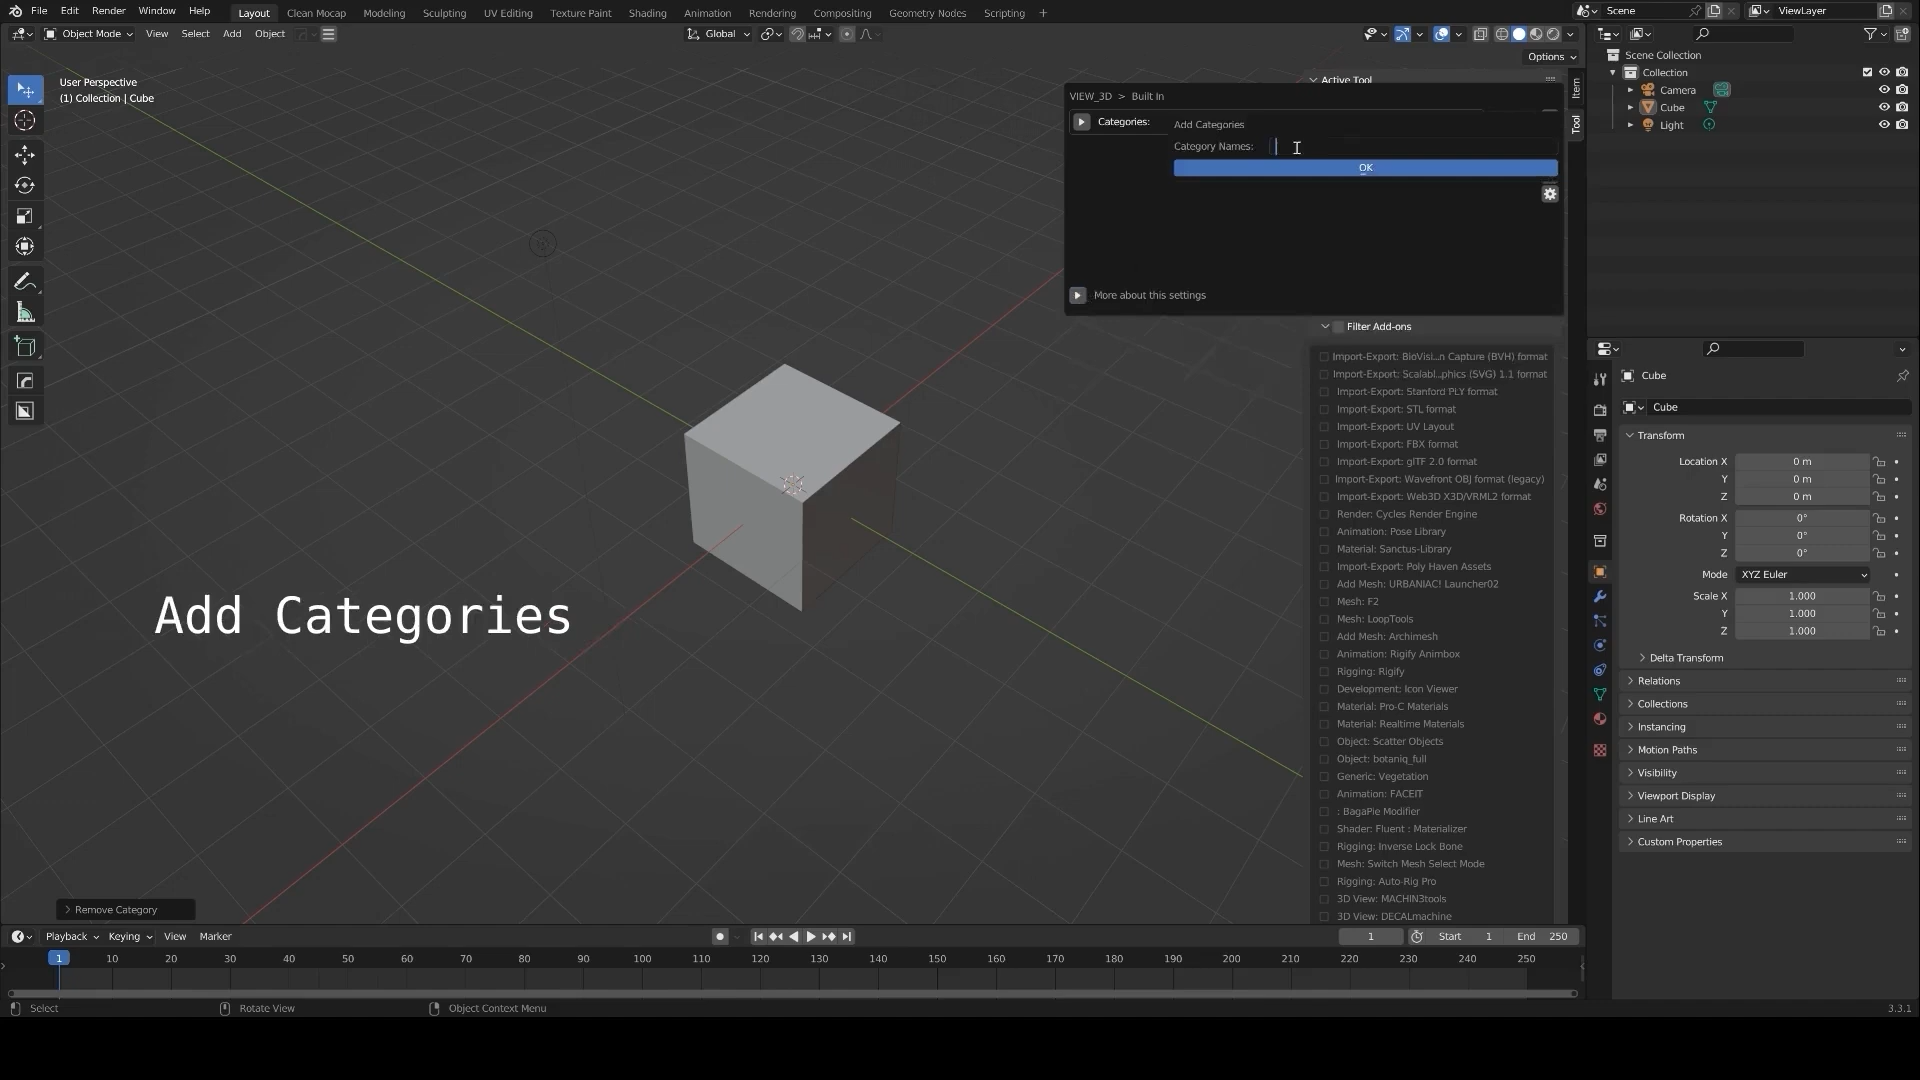 File Edit Render Window Help Layout Clean Mocap Modeling Sculpting UV Editing Texture Paint Shading Animation Rendering Compositing Geometry Nodes Scripting + Scene ViewLayer
Object Mode View Select Add Object Global
Options
User Perspective
(1) Collection | Cube
Active Tool
Item
Tool
VIEW_3D > Built In
Categories:
Add Categories
Category Names:
OK
More about this settings
Filter Add-ons
Import-Export: BioVisi...n Capture (BVH) format
Import-Export: Scalabl...phics (SVG) 1.1 format
Import-Export: Stanford PLY format
Import-Export: STL format
Import-Export: UV Layout
Import-Export: FBX format
Import-Export: glTF 2.0 format
Import-Export: Wavefront OBJ format (legacy)
Import-Export: Web3D X3D/VRML2 format
Render: Cycles Render Engine
Animation: Pose Library
Material: Sanctus-Library
Import-Export: Poly Haven Assets
Add Mesh: URBANIAC! Launcher02
Mesh: F2
Mesh: LoopTools
Add Mesh: Archimesh
Animation: Rigify Animbox
Rigging: Rigify
Development: Icon Viewer
Material: Pro-C Materials
Material: Realtime Materials
Object: Scatter Objects
Object: botaniq_full
Generic: Vegetation
Animation: FACEIT
: BagaPie Modifier
Shader: Fluent : Materializer
Rigging: Inverse Lock Bone
Mesh: Switch Mesh Select Mode
Rigging: Auto-Rig Pro
3D View: MACHIN3tools
3D View: DECALmachine
Add Categories
Remove Category
Scene Collection
Collection
Camera
Cube
Light
Cube
Cube
Transform
Location X 0 m
Y 0 m
Z 0 m
Rotation X 0°
Y 0°
Z 0°
Mode XYZ Euler
Scale X 1.000
Y 1.000
Z 1.000
Delta Transform
Relations
Collections
Instancing
Motion Paths
Visibility
Viewport Display
Line Art
Custom Properties
Playback Keying View Marker 1 Start 1 End 250
1 10 20 30 40 50 60 70 80 90 100 110 120 130 140 150 160 170 180 190 200 210 220 230 240 250
Select Rotate View Object Context Menu 3.3.1